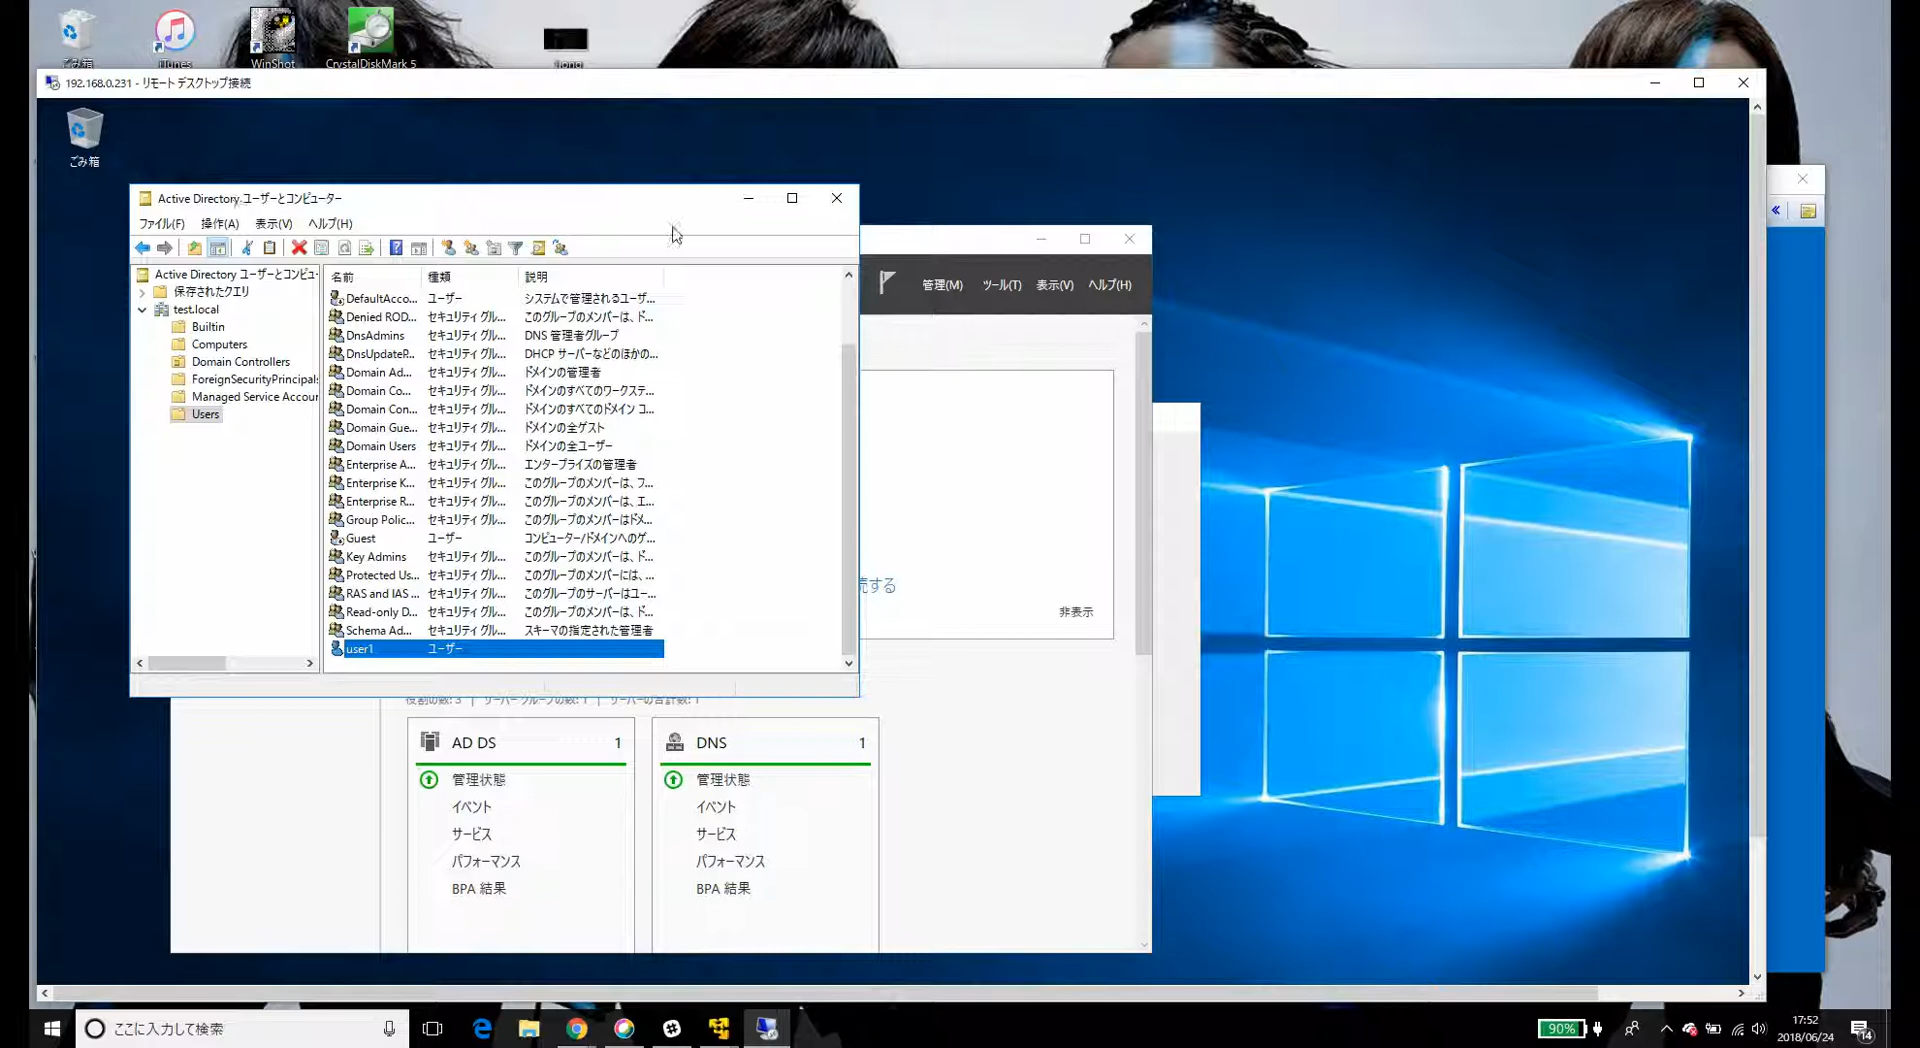 ごみ箱
iTunes
WinShot
CrystalDiskMark 5
192.168.0.231 - リモート デスクトップ接続
ごみ箱
Active Directory ユーザーとコンピューター
ファイル(F) 操作(A) 表示(V) ヘルプ(H)
管理(M) ツール(T) 表示(V) ヘルプ(H)
Active Directory ユーザーとコンピュ-
保存されたクエリ
test.local
Builtin
Computers
Domain Controllers
ForeignSecurityPrincipals
Managed Service Accoun
Users
名前 種類 説明
DefaultAcco... ユーザー システムで管理されるユーザ...
Denied ROD... セキュリティ グル... このグループのメンバーは、ド...
DnsAdmins セキュリティ グル... DNS 管理者グループ
DnsUpdateP... セキュリティ グル... DHCP サーバーなどのほかの...
Domain Ad... セキュリティ グル... ドメインの管理者
Domain Co... セキュリティ グル... ドメインのすべてのワークステ...
Domain Con... セキュリティ グル... ドメインのすべてのドメイン コ...
Domain Gue... セキュリティ グル... ドメインの全ゲスト
Domain Users セキュリティ グル... ドメインの全ユーザー
Enterprise A... セキュリティ グル... エンタープライズの管理者
Enterprise K... セキュリティ グル... このグループのメンバーは、フ...
Enterprise R... セキュリティ グル... このグループのメンバーは、エ...
Group Polic... セキュリティ グル... このグループのメンバーはドメ...
Guest ユーザー コンピューター/ドメインへのゲ...
Key Admins セキュリティ グル... このグループのメンバーは、ド...
Protected Us... セキュリティ グル... このグループのメンバーには、...
RAS and IAS ... セキュリティ グル... このグループのサーバーはユー...
Read-only D... セキュリティ グル... このグループのメンバーは、ド...
Schema Ad... セキュリティ グル... スキーマの指定された管理者
user1 ユーザー
続する
非表示
役割の数: 3 | サーバー グループの数: 1 | サーバーの合計数: 1
AD DS 1
管理状態
イベント
サービス
パフォーマンス
BPA 結果
DNS 1
管理状態
イベント
サービス
パフォーマンス
BPA 結果
ここに入力して検索
90%
17:52
2018/06/24
14